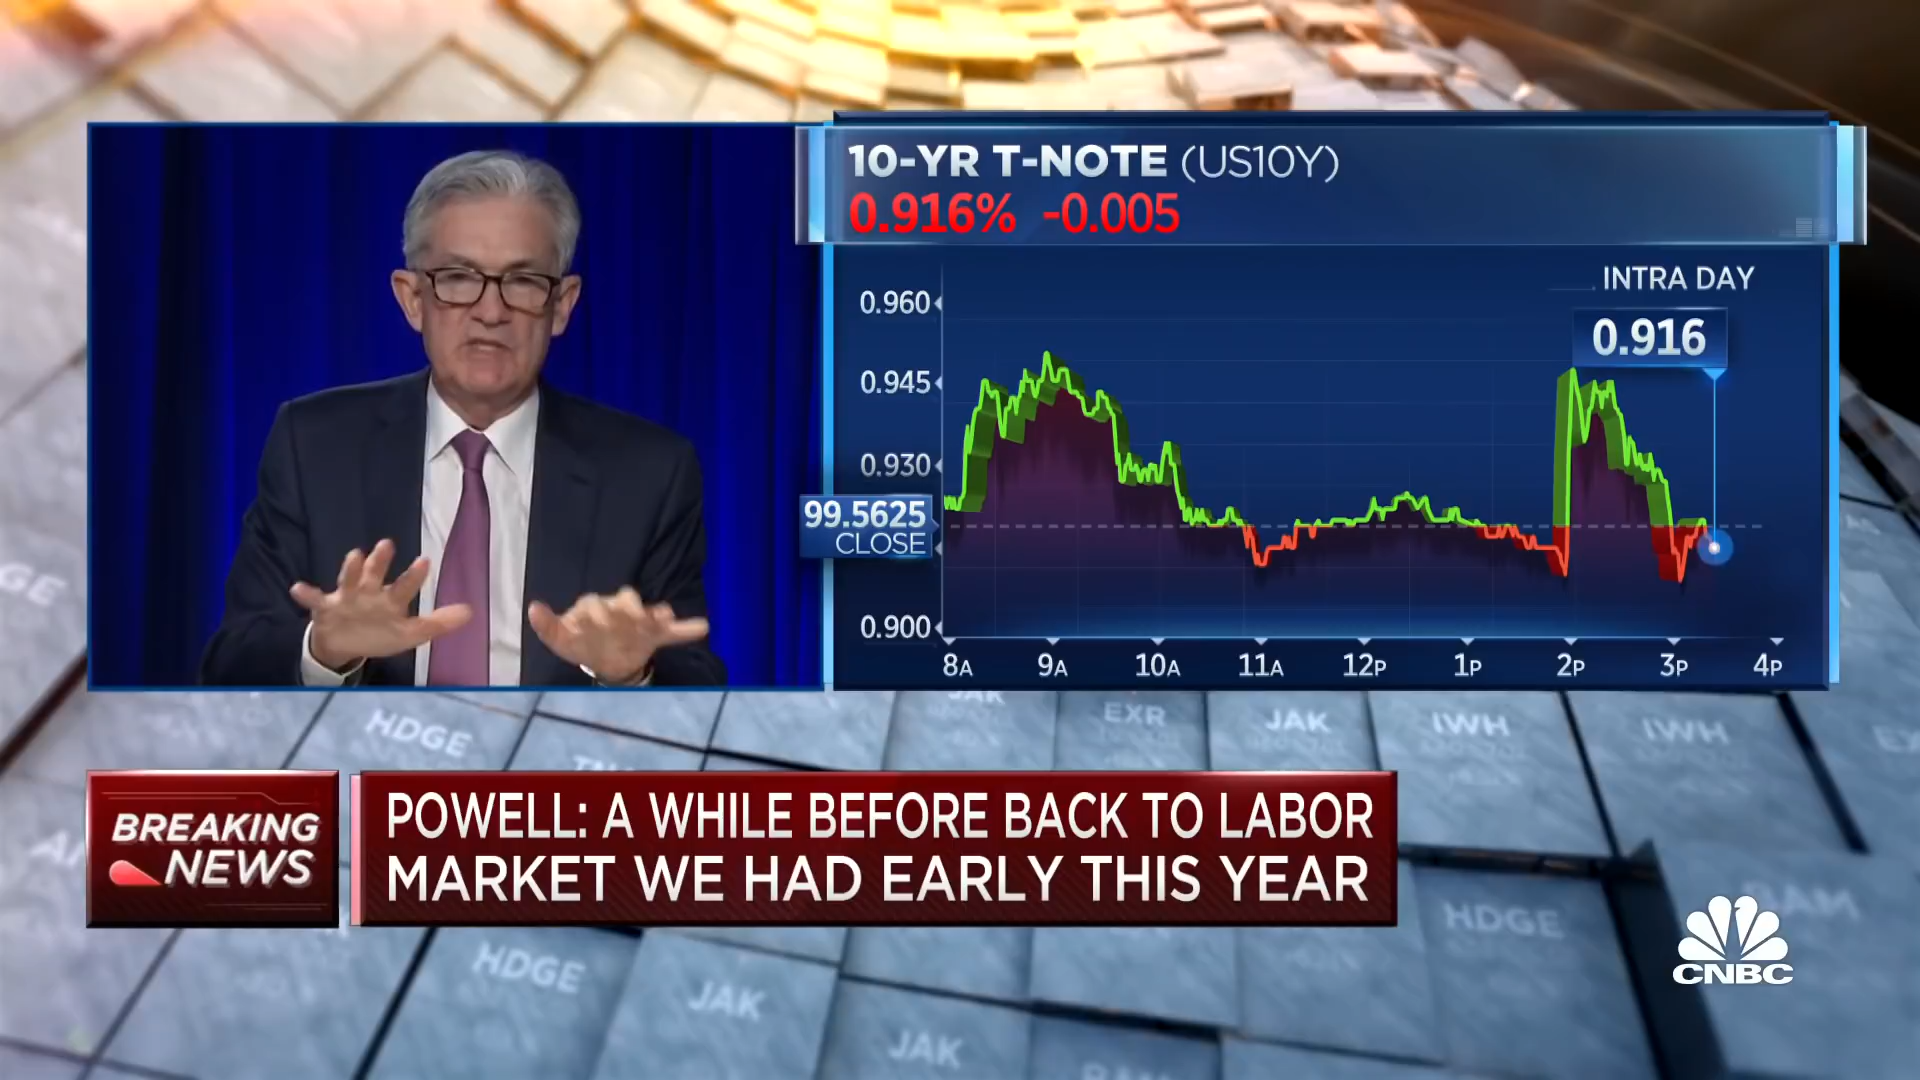 10-YR T-NOTE (US10Y)
0.916% -0.005
INTRA DAY
0.916
0.960
0.945
0.930
99.5625
CLOSE
0.900
8A 9A 10A 11A 12P 1P 2P 3P 4P
BREAKING
NEWS
POWELL: A WHILE BEFORE BACK TO LABOR
MARKET WE HAD EARLY THIS YEAR
CNBC
HDGE
JAK
EXR
JAK
IWH
IWH
HDGE
HDGE
JAK
JAK